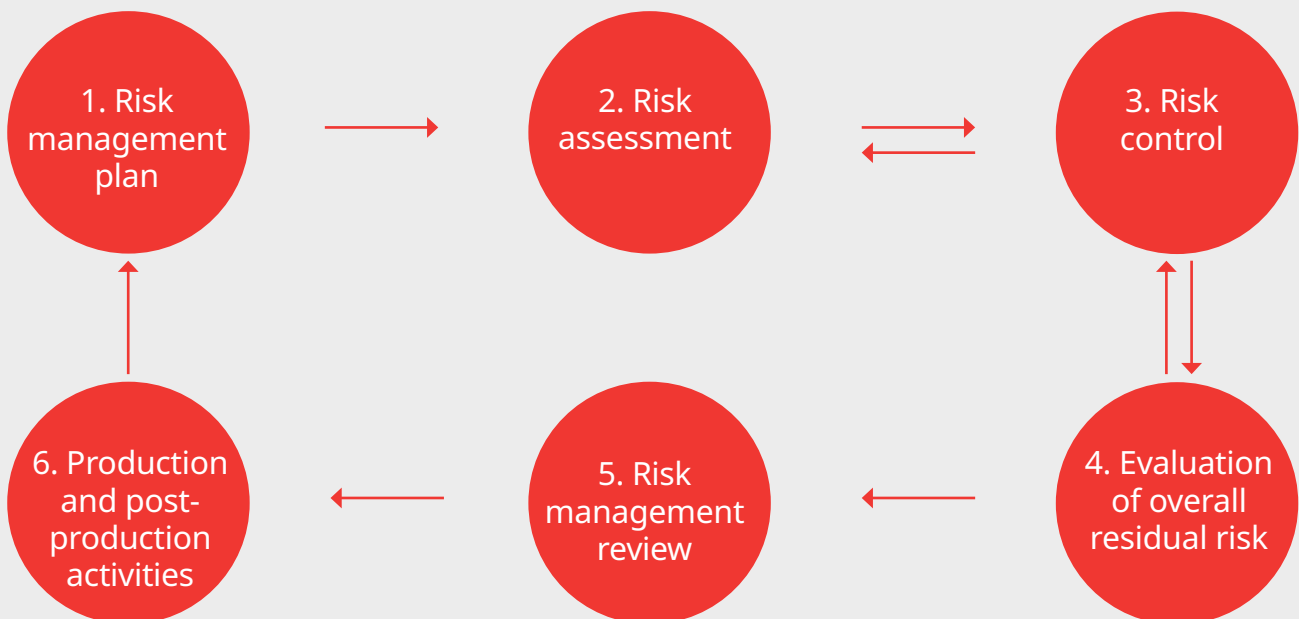 1. Risk
management
plan
2. Risk
assessment
3. Risk
control
6. Production
and post-
production
activities
5. Risk
management
review
4. Evaluation
of overall
residual risk